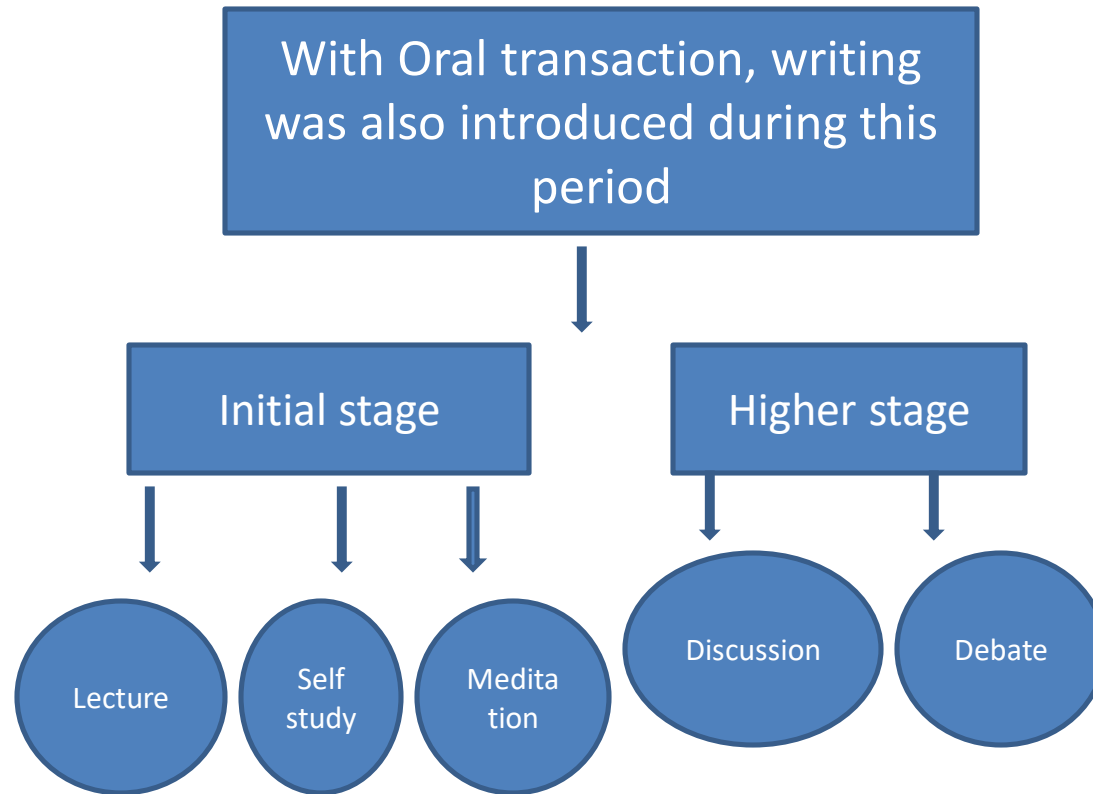 With Oral transaction, writing
was also introduced during this
period
Initial stage
Higher stage
Lecture
Self
study
Medita
tion
Discussion
Debate